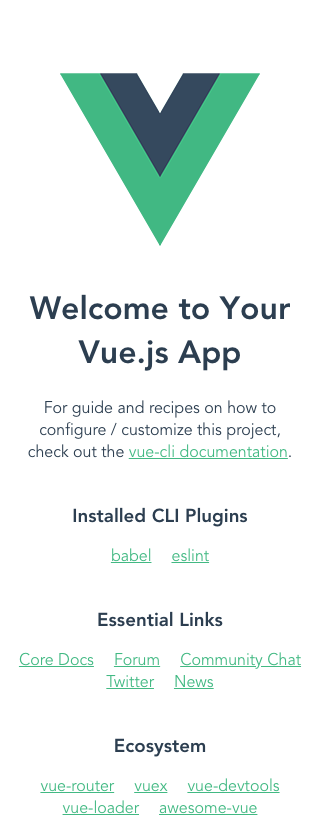 Welcome to Your
Vue.js App
For guide and recipes on how to
configure / customize this project,
check out the vue-cli documentation.
Installed CLI Plugins
babel eslint
Essential Links
Core Docs Forum Community Chat
Twitter News
Ecosystem
vue-router vuex vue-devtools
vue-loader awesome-vue